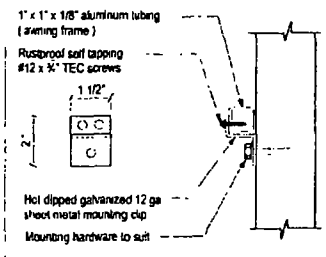 1" x 1" x 1/8" aluminum tubing
( awning frame )
Rustproof self tapping
#12 x ¾" TEC screws
1 1/2"
2"
Hot dipped galvanized 12 ga
sheet metal mounting clip
Mounting hardware to suit